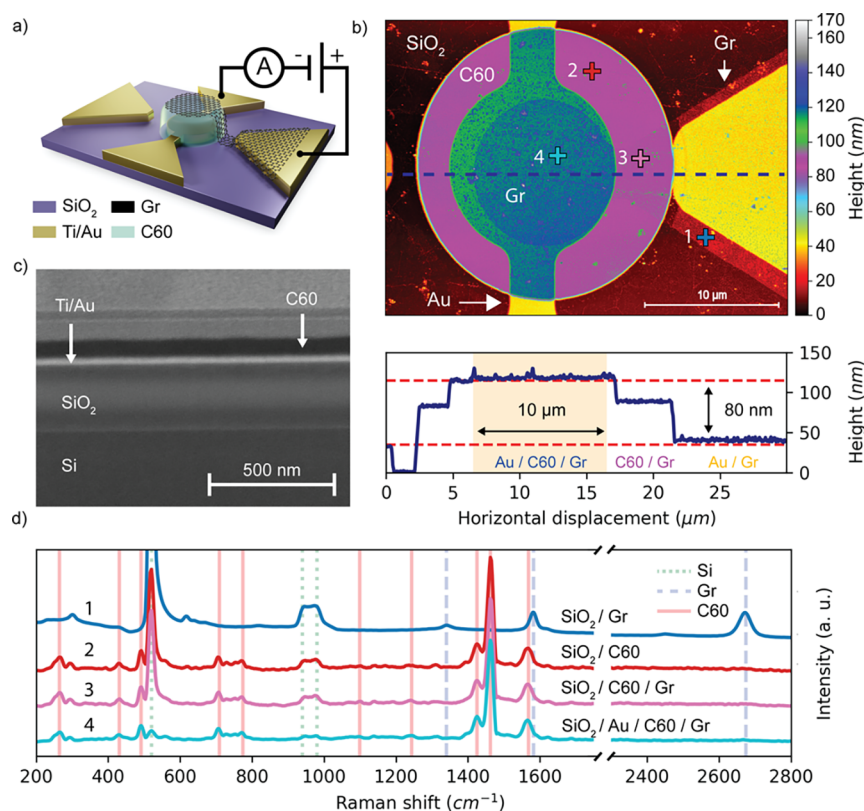 a)
A
-
+
SiO2
Gr
Ti/Au
C60
b)
SiO2
Gr
C60
2
4
3
Gr
1
Au
10 µm
170
160
140
120
100
80
60
40
20
0
Height (nm)
c)
Ti/Au
C60
SiO2
Si
500 nm
150
100
50
0
Height (nm)
10 µm
80 nm
Au / C60 / Gr
C60 / Gr
Au / Gr
0
5
10
15
20
25
Horizontal displacement (µm)
d)
1
SiO2 / Gr
2
SiO2 / C60
3
SiO2 / C60 / Gr
4
SiO2 / Au / C60 / Gr
Si
Gr
C60
Intensity (a. u.)
200
400
600
800
1000
1200
1400
1600
2400
2600
2800
Raman shift (cm-1)